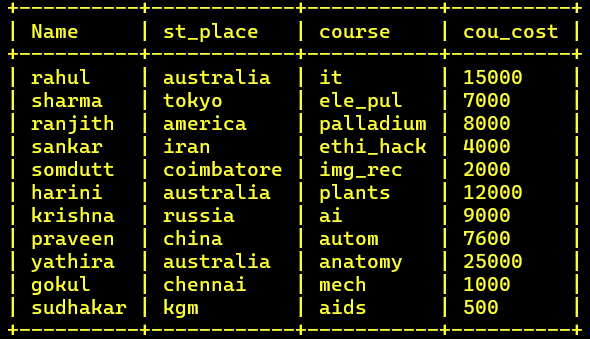 +----------+------------+-----------+----------+
| Name     | st_place   | course    | cou_cost |
+----------+------------+-----------+----------+
| rahul    | australia  | it        | 15000    |
| sharma   | tokyo      | ele_pul   | 7000     |
| ranjith  | america    | palladium | 8000     |
| sankar   | iran       | ethi_hack | 4000     |
| somdutt  | coimbatore | img_rec   | 2000     |
| harini   | australia  | plants    | 12000    |
| krishna  | russia     | ai        | 9000     |
| praveen  | china      | autom     | 7600     |
| yathira  | australia  | anatomy   | 25000    |
| gokul    | chennai    | mech      | 1000     |
| sudhakar | kgm        | aids      | 500      |
+----------+------------+-----------+----------+